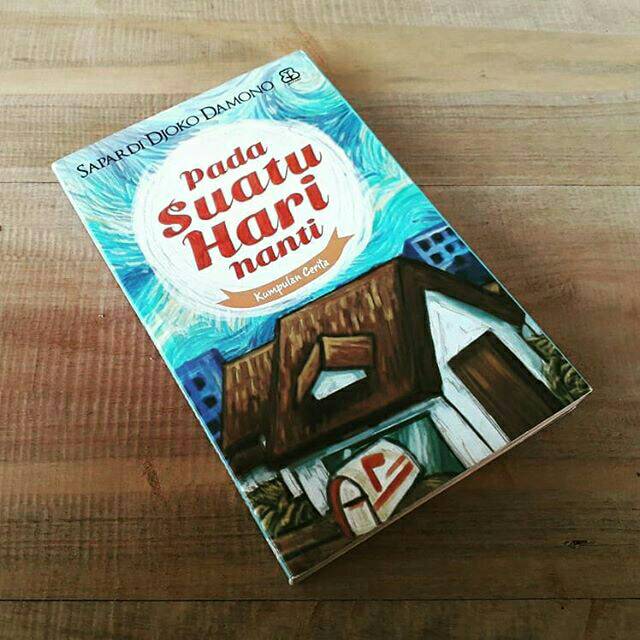 SAPARDI DJOKO DAMONO
Pada
Suatu
Hari
nanti
Kumpulan Cerita